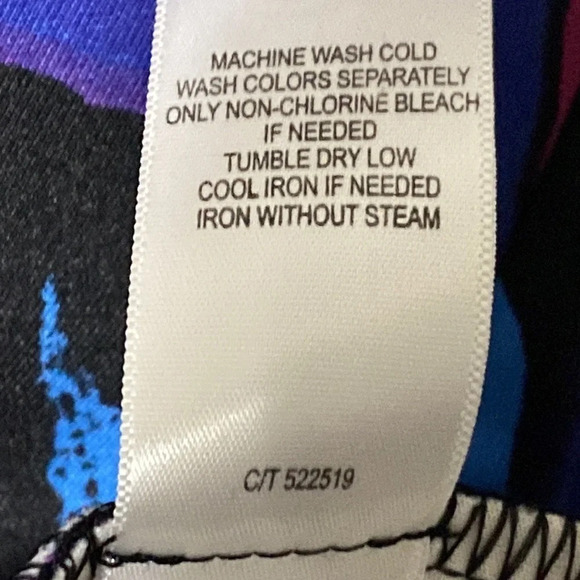 MACHINE WASH COLD
WASH COLORS SEPARATELY
ONLY NON-CHLORINE BLEACH
IF NEEDED
TUMBLE DRY LOW
COOL IRON IF NEEDED
IRON WITHOUT STEAM
C/T 522519